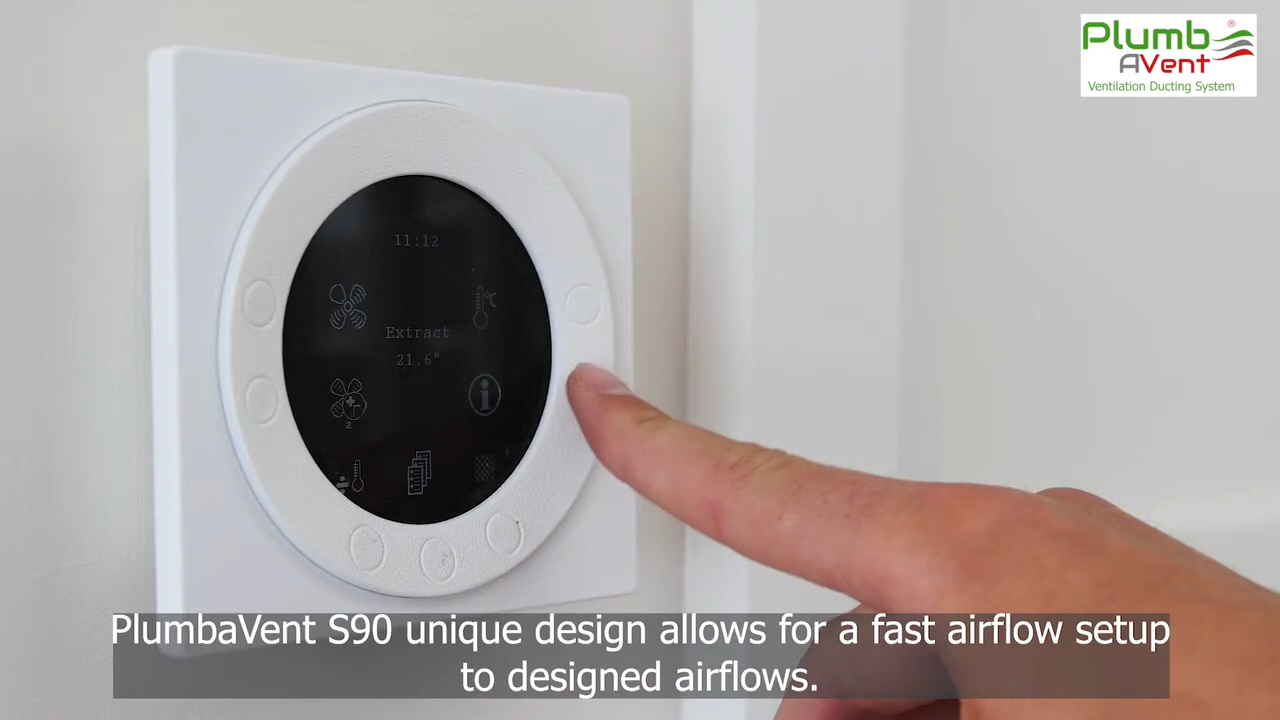 Plumb®
AVent
Ventilation Ducting System
11:12
°C
Extract
21.6°
2
PlumbaVent S90 unique design allows for a fast airflow setup
to designed airflows.